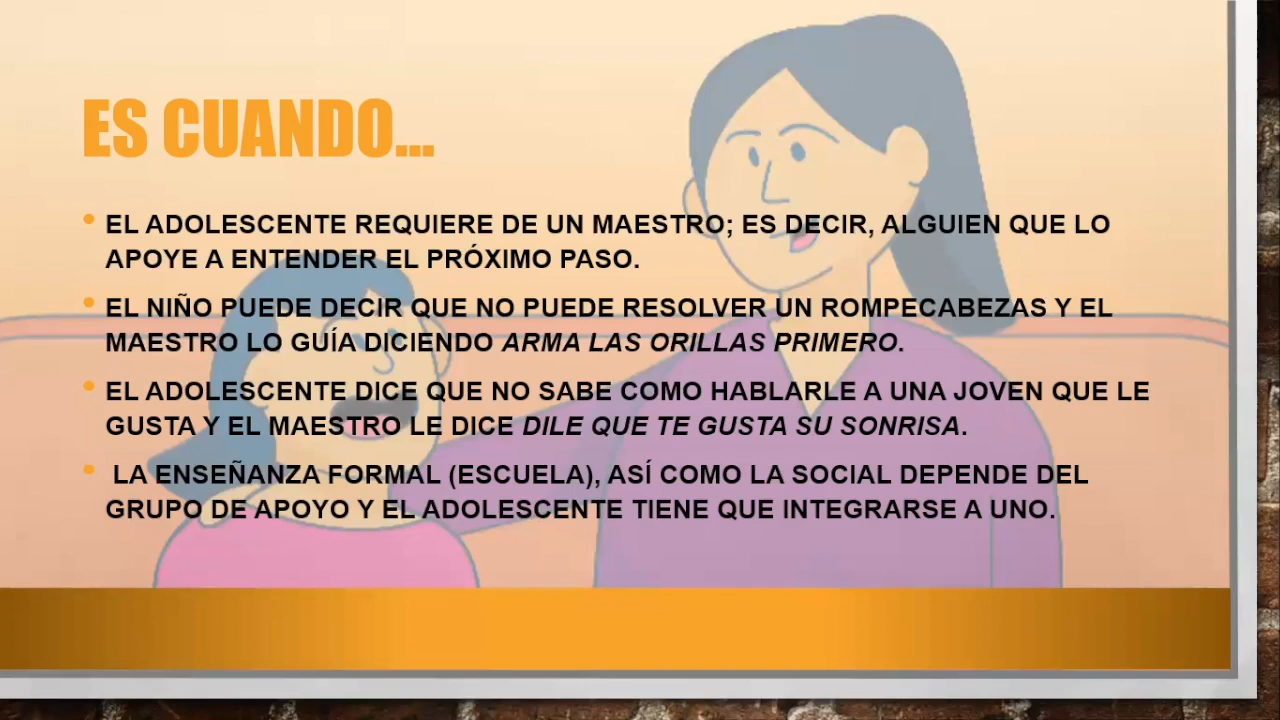 ES CUANDO...
• EL ADOLESCENTE REQUIERE DE UN MAESTRO; ES DECIR, ALGUIEN QUE LO
APOYE A ENTENDER EL PRÓXIMO PASO.
• EL NIÑO PUEDE DECIR QUE NO PUEDE RESOLVER UN ROMPECABEZAS Y EL
MAESTRO LO GUÍA DICIENDO ARMA LAS ORILLAS PRIMERO.
• EL ADOLESCENTE DICE QUE NO SABE COMO HABLARLE A UNA JOVEN QUE LE
GUSTA Y EL MAESTRO LE DICE DILE QUE TE GUSTA SU SONRISA.
• LA ENSEÑANZA FORMAL (ESCUELA), ASÍ COMO LA SOCIAL DEPENDE DEL
GRUPO DE APOYO Y EL ADOLESCENTE TIENE QUE INTEGRARSE A UNO.